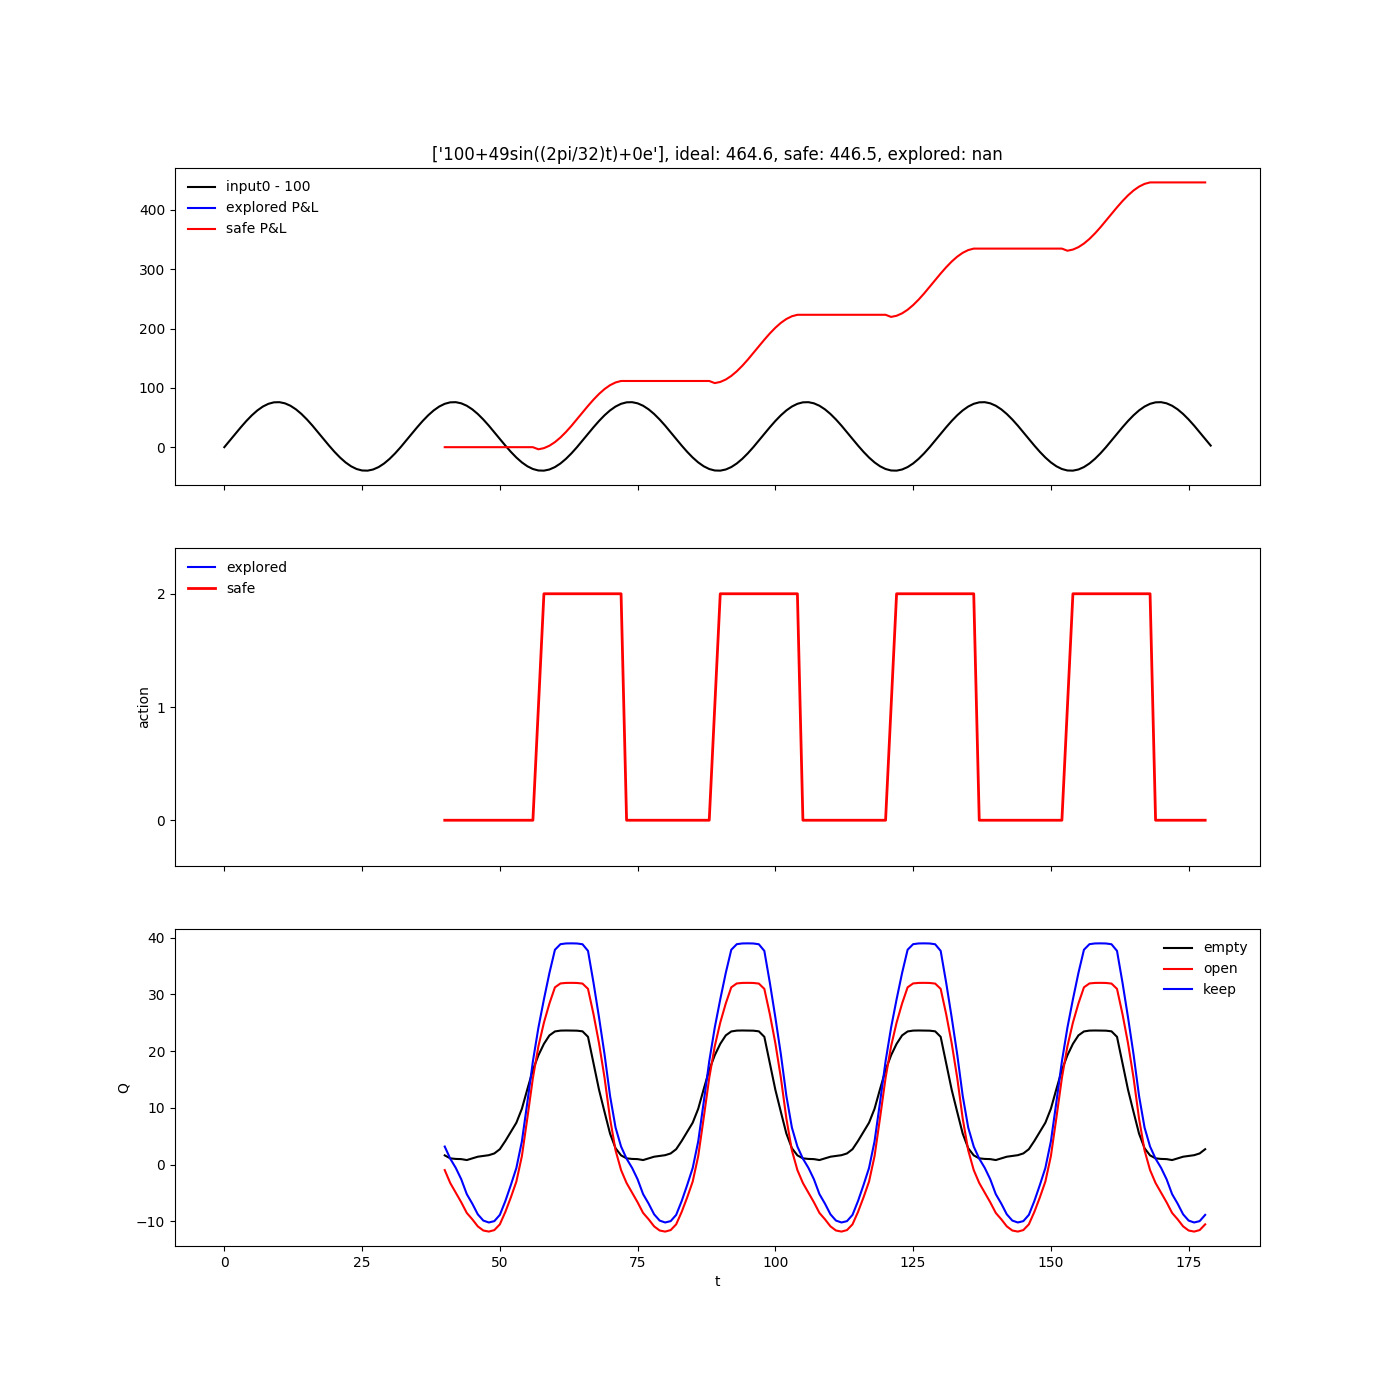 ['100+49sin((2pi/32)t)+0e'], ideal: 464.6, safe: 446.5, explored: nan
input0 - 100
explored P&L
safe P&L
400
300
200
100
0
explored
safe
2
1
0
action
empty
open
keep
40
30
20
10
0
−10
Q
0 25 50 75 100 125 150 175
t